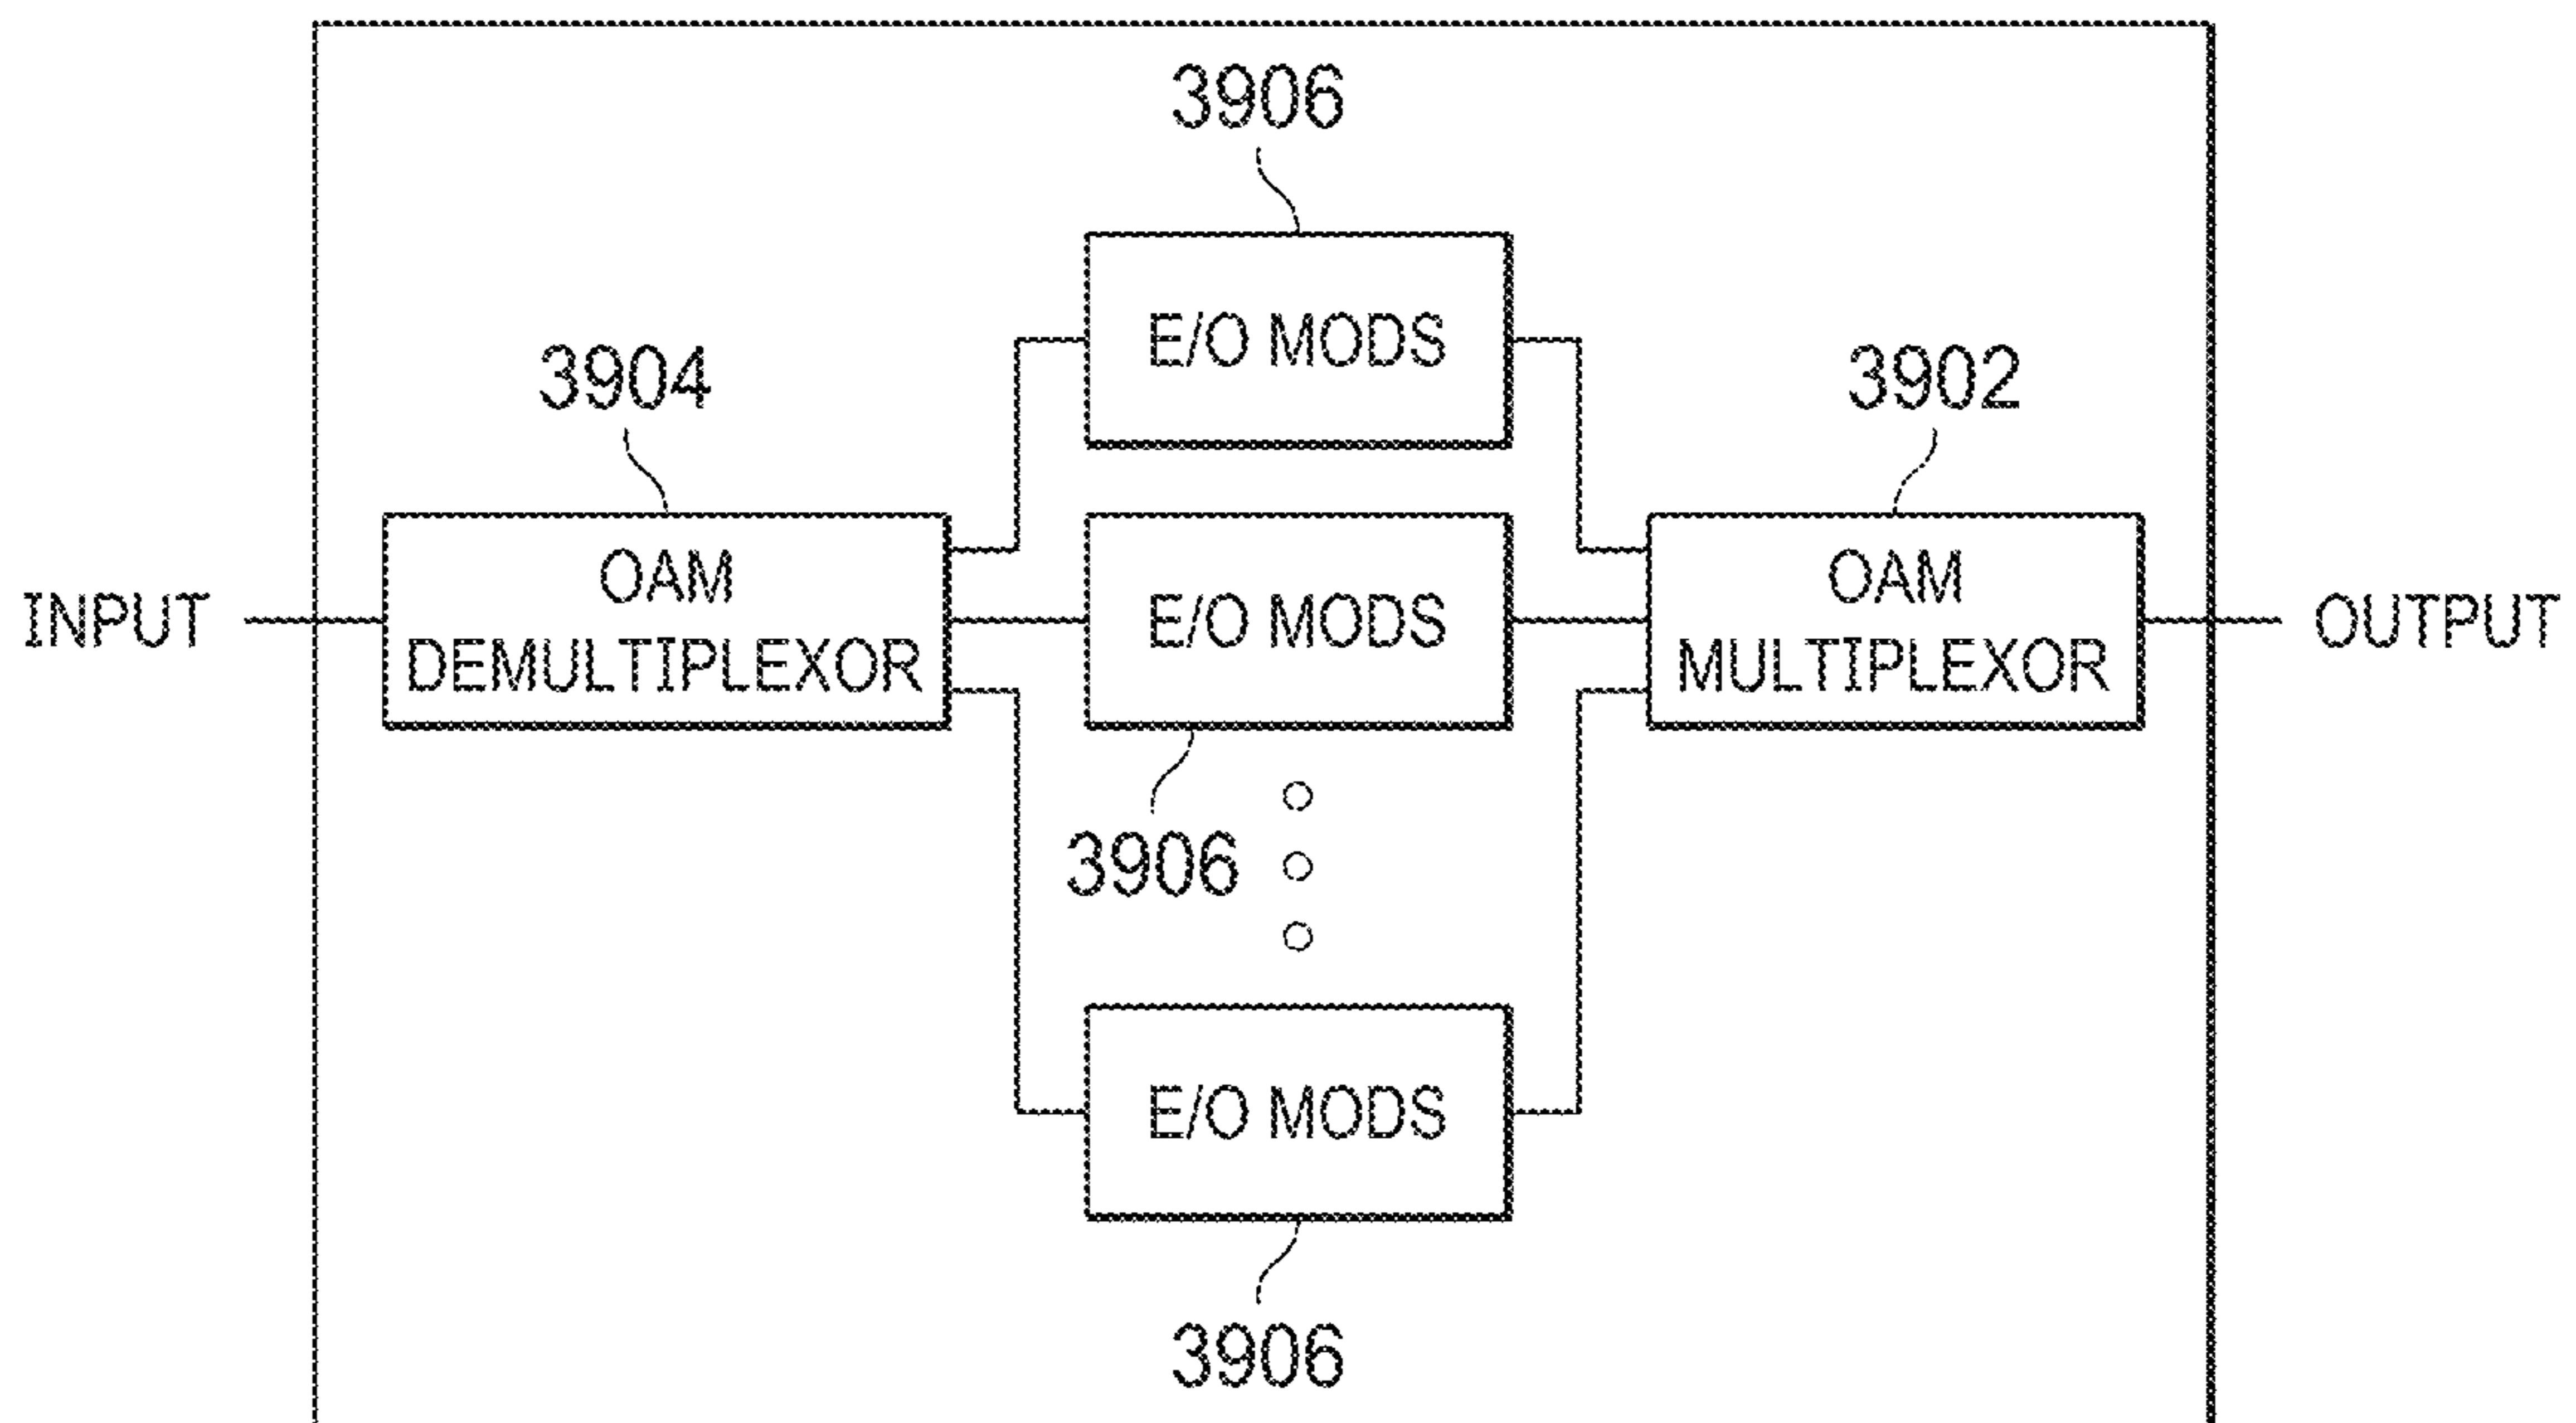 3906
E/O MODS
3904
3902
OAM
DEMULTIPLEXOR
E/O MODS
OAM
MULTIPLEXOR
INPUT
OUTPUT
3906
E/O MODS
3906